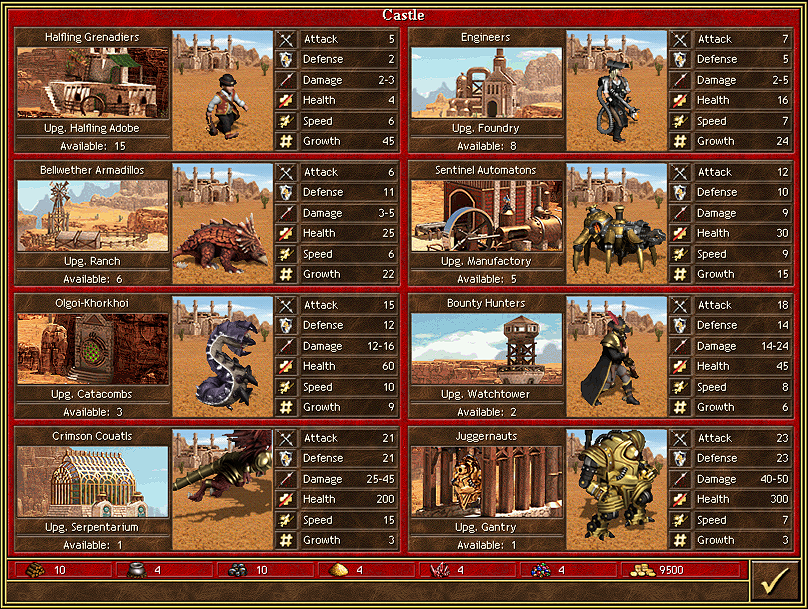 Castle
Halfling Grenadiers
Attack 5
Defense 2
Damage 2-3
Health 4
Speed 6
Growth 45
Upg. Halfling Adobe
Available: 15
Engineers
Attack 7
Defense 5
Damage 2-5
Health 16
Speed 7
Growth 24
Upg. Foundry
Available: 8
Bellwether Armadillos
Attack 6
Defense 11
Damage 3-5
Health 25
Speed 6
Growth 22
Upg. Ranch
Available: 6
Sentinel Automatons
Attack 12
Defense 10
Damage 9
Health 30
Speed 9
Growth 15
Upg. Manufactory
Available: 5
Olgoi-Khorkhoi
Attack 15
Defense 12
Damage 12-16
Health 60
Speed 10
Growth 9
Upg. Catacombs
Available: 3
Bounty Hunters
Attack 18
Defense 14
Damage 14-24
Health 45
Speed 8
Growth 6
Upg. Watchtower
Available: 2
Crimson Couatls
Attack 21
Defense 21
Damage 25-45
Health 200
Speed 15
Growth 3
Upg. Serpentarium
Available: 1
Juggernauts
Attack 23
Defense 23
Damage 40-50
Health 300
Speed 7
Growth 3
Upg. Gantry
Available: 1
10 4 10 4 4 4 9500